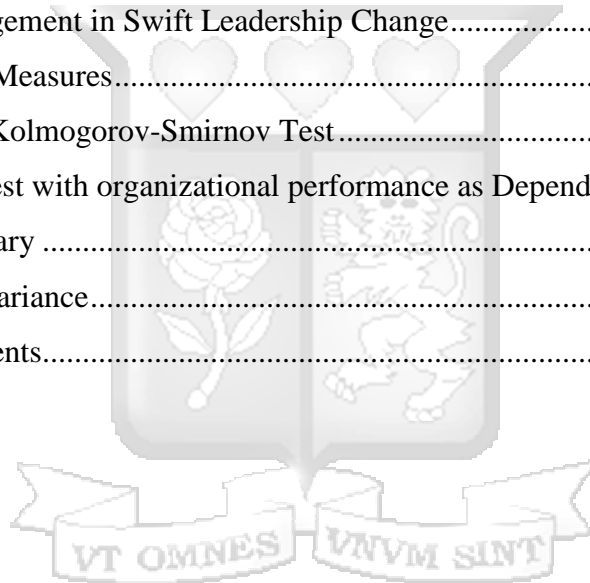 gement in Swift Leadership Change....................
Measures..........................................................
Kolmogorov-Smirnov Test ................................
est with organizational performance as Depend
ary ....................................................................
ariance..............................................................
ents...................................................................
VT OMNES VNVM SINT